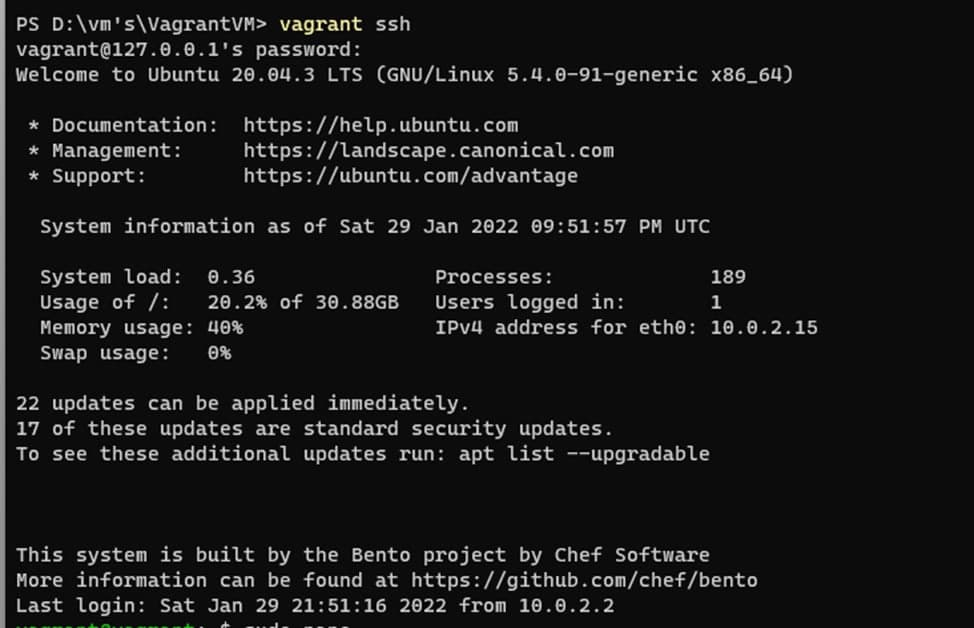 PS D:\vm's\VagrantVM> vagrant ssh
vagrant@127.0.0.1's password:
Welcome to Ubuntu 20.04.3 LTS (GNU/Linux 5.4.0-91-generic x86_64)
* Documentation:  https://help.ubuntu.com
* Management:     https://landscape.canonical.com
* Support:        https://ubuntu.com/advantage
System information as of Sat 29 Jan 2022 09:51:57 PM UTC
System load:  0.36               Processes:             189
Usage of /:   20.2% of 30.88GB   Users logged in:       1
Memory usage: 40%                IPv4 address for eth0: 10.0.2.15
Swap usage:   0%
22 updates can be applied immediately.
17 of these updates are standard security updates.
To see these additional updates run: apt list --upgradable
This system is built by the Bento project by Chef Software
More information can be found at https://github.com/chef/bento
Last login: Sat Jan 29 21:51:16 2022 from 10.0.2.2